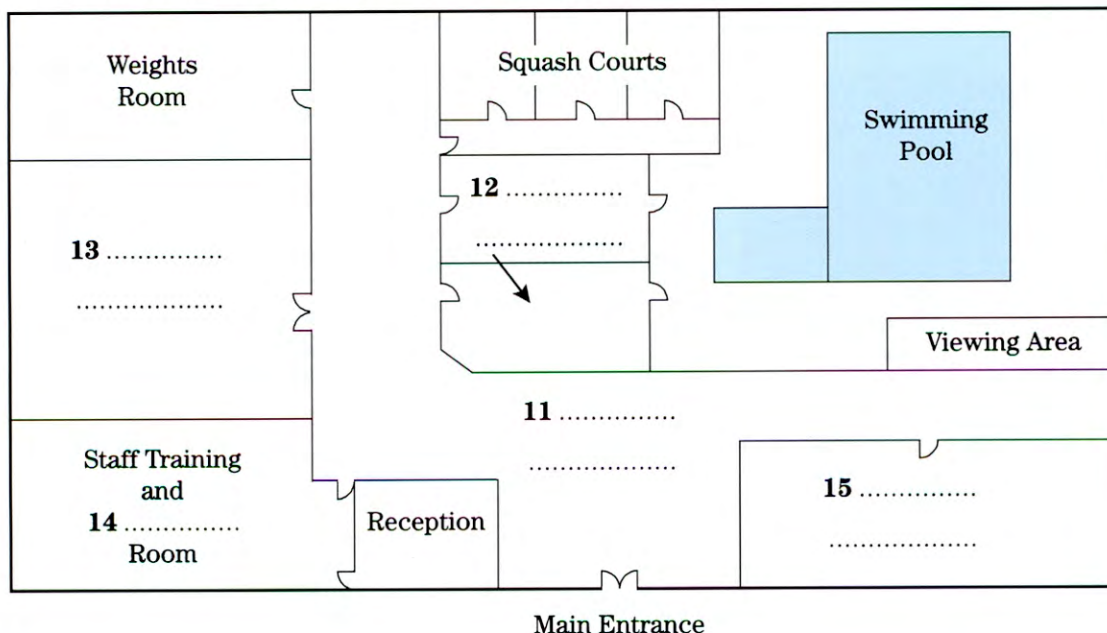 Weights
Room
Squash Courts
Swimming
Pool
12 ....................
.........................
13 ....................
.........................
Viewing Area
11 ....................
.........................
Staff Training
and
14 ....................
Room
Reception
15 ....................
.........................
Main Entrance